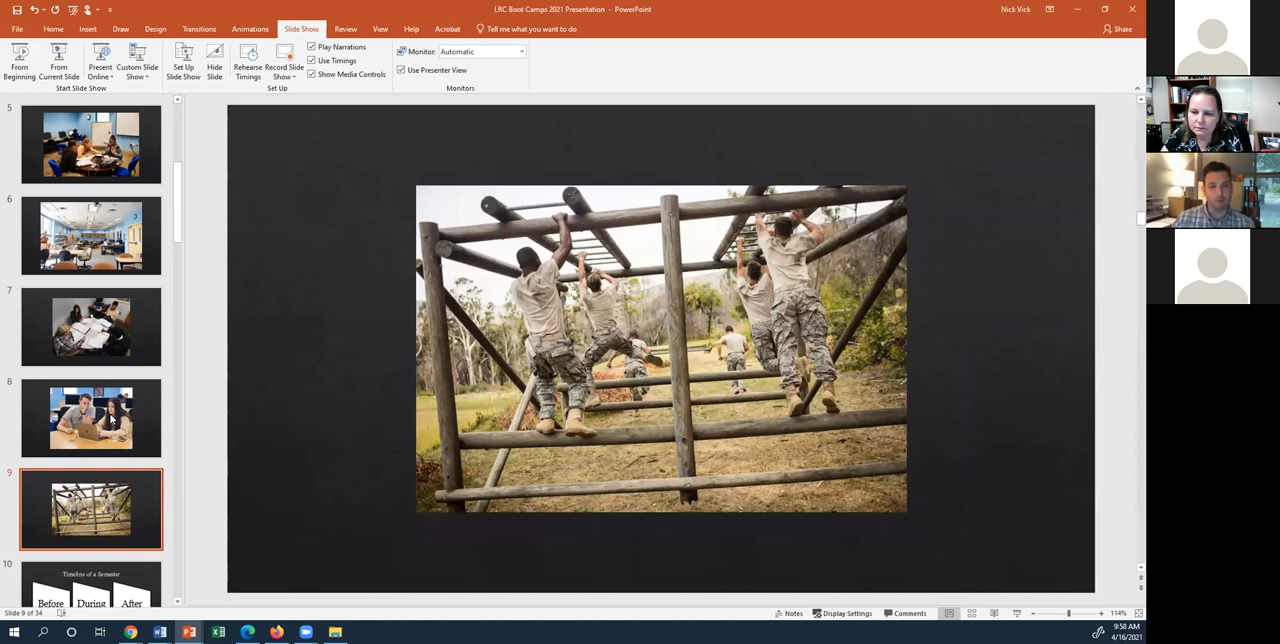 LRC Boot Camps 2021 Presentation - PowerPoint
Nick Vick
File Home Insert Draw Design Transitions Animations Slide Show Review View Help Acrobat Tell me what you want to do
Share
From Beginning
From Current Slide
Present Online
Custom Slide Show
Set Up Slide Show
Hide Slide
Rehearse Timings
Record Slide Show
Play Narrations
Use Timings
Show Media Controls
Monitor: Automatic
Use Presenter View
Start Slide Show
Set Up
Monitors
5
6
7
8
9
10
Timeline of a Semester
Before During After
Slide 9 of 34
Notes Display Settings Comments
114%
9:58 AM
4/16/2021